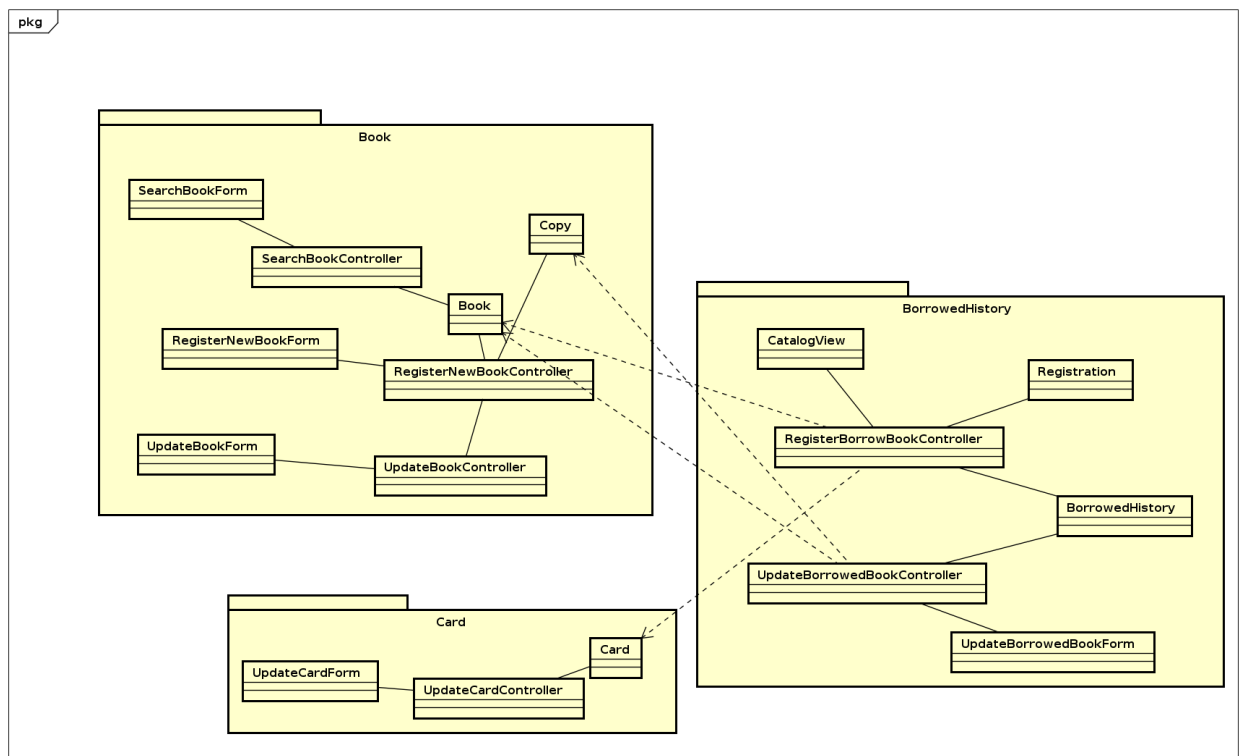 pkg
Book
SearchBookForm
Copy
SearchBookController
Book
RegisterNewBookForm
RegisterNewBookController
UpdateBookForm
UpdateBookController
BorrowedHistory
CatalogView
Registration
RegisterBorrowBookController
BorrowedHistory
UpdateBorrowedBookController
UpdateBorrowedBookForm
Card
Card
UpdateCardForm
UpdateCardController